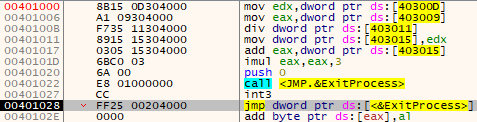 00401000 8B15 0D304000 mov edx,dword ptr ds:[40300D]
00401006 A1 09304000 mov eax,dword ptr ds:[403009]
0040100B F735 11304000 div dword ptr ds:[403011]
00401011 8915 15304000 mov dword ptr ds:[403015],edx
00401017 0305 15304000 add eax,dword ptr ds:[403015]
0040101D 6BC0 03 imul eax,eax,3
00401020 6A 00 push 0
00401022 E8 01000000 call <JMP.&ExitProcess>
00401027 CC int3
00401028 FF25 00204000 jmp dword ptr ds:[<&ExitProcess>]
0040102E 0000 add byte ptr ds:[eax],al